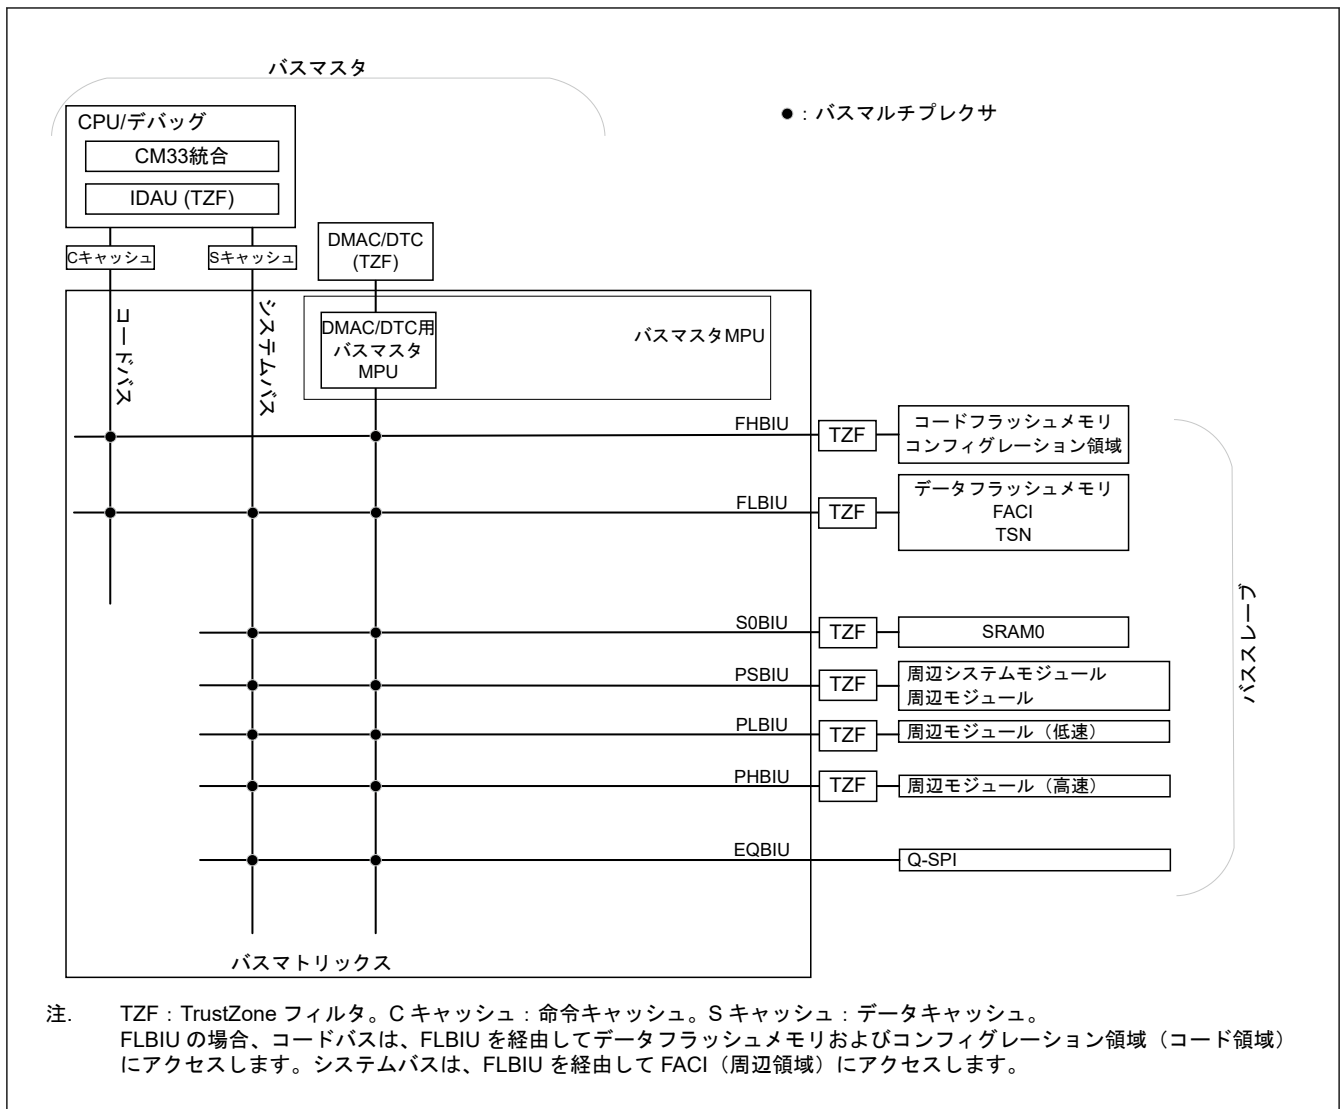 バスマスタ
●：バスマルチプレクサ
CPU/デバッグ
CM33統合
IDAU (TZF)
DMAC/DTC
(TZF)
Cキャッシュ
Sキャッシュ
コードバス
システムバス
DMAC/DTC用
バスマスタ
MPU
バスマスタMPU
FHBIU
TZF
コードフラッシュメモリ
コンフィグレーション領域
FLBIU
TZF
データフラッシュメモリ
FACI
TSN
バススレーブ
S0BIU
TZF
SRAM0
PSBIU
TZF
周辺システムモジュール
周辺モジュール
PLBIU
TZF
周辺モジュール（低速）
PHBIU
TZF
周辺モジュール（高速）
EQBIU
Q-SPI
バスマトリックス
注. TZF：TrustZone フィルタ。C キャッシュ：命令キャッシュ。S キャッシュ：データキャッシュ。
FLBIU の場合、コードバスは、FLBIU を経由してデータフラッシュメモリおよびコンフィグレーション領域（コード領域）
にアクセスします。システムバスは、FLBIU を経由して FACI（周辺領域）にアクセスします。